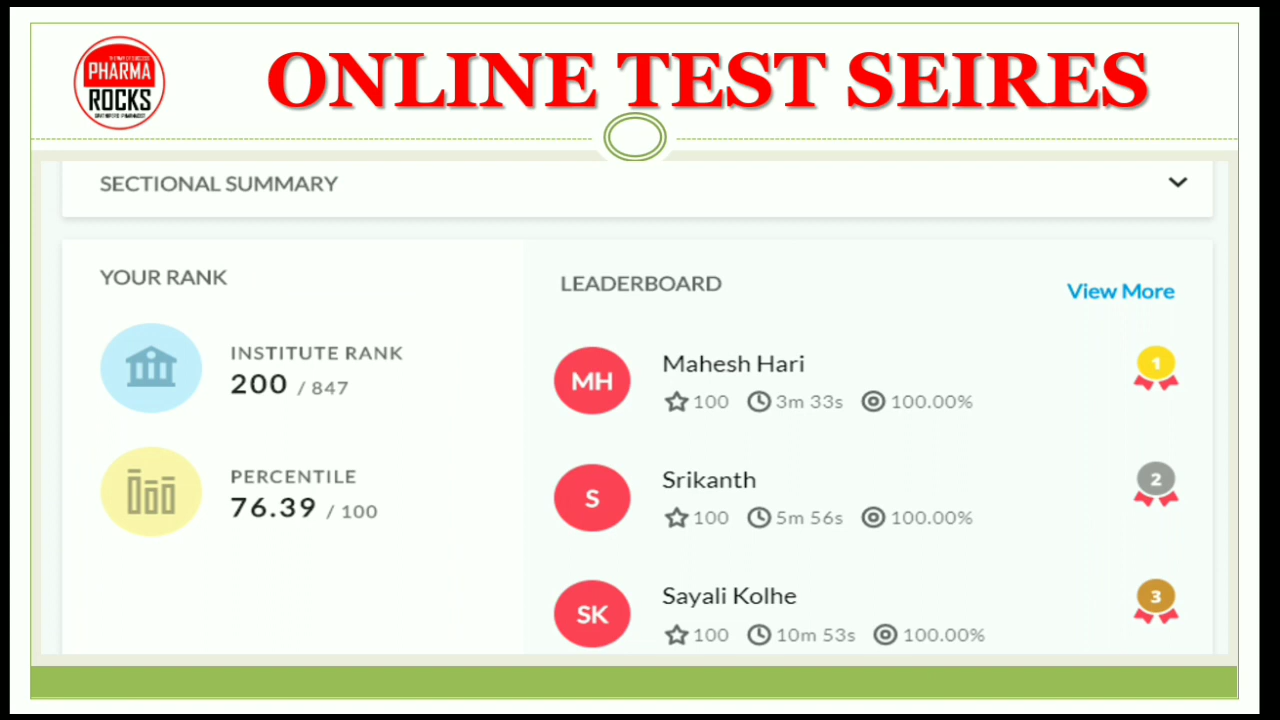 PHARMA
ROCKS
ONLINE TEST SEIRES
SECTIONAL SUMMARY
YOUR RANK
INSTITUTE RANK
200 / 847
PERCENTILE
76.39 / 100
LEADERBOARD
View More
MH
Mahesh Hari
100 3m 33s 100.00%
1
S
Srikanth
100 5m 56s 100.00%
2
SK
Sayali Kolhe
100 10m 53s 100.00%
3